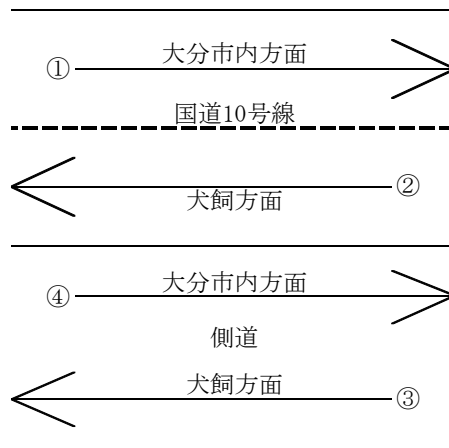 大分市内方面
①
国道10号線
②
犬飼方面
大分市内方面
④
側道
犬飼方面
③